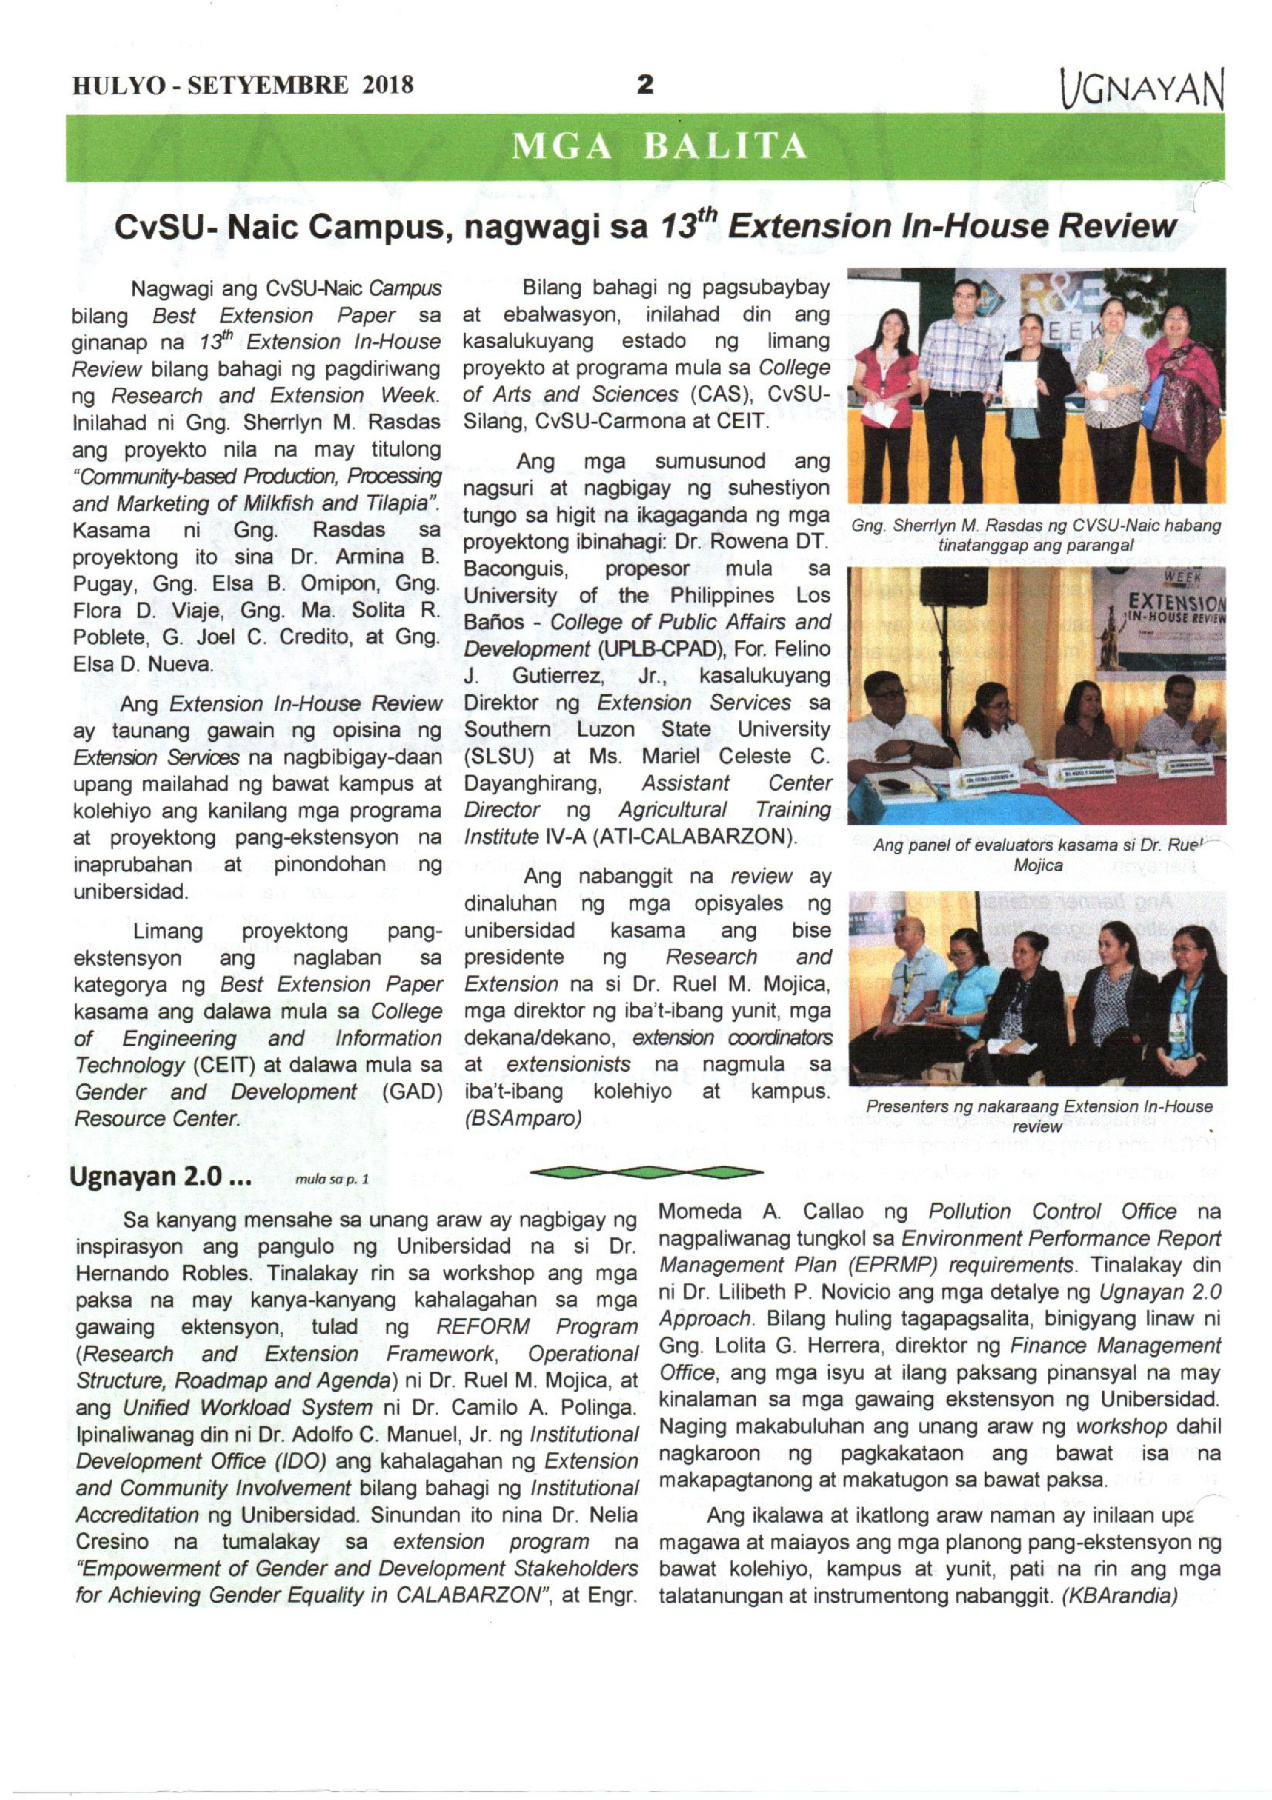 HULYO - SETYEMBRE 2018
2
UGNAYAN
MGA BALITA
CvSU- Naic Campus, nagwagi sa 13th Extension In-House Review
Nagwagi ang CvSU-Naic Campus
bilang Best Extension Paper sa
ginanap na 13th Extension In-House
Review bilang bahagi ng pagdiriwang
ng Research and Extension Week.
Inilahad ni Gng. Sherrlyn M. Rasdas
ang proyekto nila na may titulong
“Community-based Production, Processing
and Marketing of Milkfish and Tilapia”.
Kasama ni Gng. Rasdas sa
proyektong ito sina Dr. Armina B.
Pugay, Gng. Elsa B. Omipon, Gng.
Flora D. Viaje, Gng. Ma. Solita R.
Poblete, G. Joel C. Credito, at Gng.
Elsa D. Nueva.
Ang Extension In-House Review
ay taunang gawain ng opisina ng
Extension Services na nagbibigay-daan
upang mailahad ng bawat kampus at
kolehiyo ang kanilang mga programa
at proyektong pang-ekstensyon na
inaprubahan at pinondohan ng
unibersidad.
Limang proyektong pang-
ekstensyon ang naglaban sa
kategorya ng Best Extension Paper
kasama ang dalawa mula sa College
of Engineering and Information
Technology (CEIT) at dalawa mula sa
Gender and Development (GAD)
Resource Center.
Bilang bahagi ng pagsubaybay
at ebalwasyon, inilahad din ang
kasalukuyang estado ng limang
proyekto at programa mula sa College
of Arts and Sciences (CAS), CvSU-
Silang, CvSU-Carmona at CEIT.
Ang mga sumusunod ang
nagsuri at nagbigay ng suhestiyon
tungo sa higit na ikagaganda ng mga
proyektong ibinahagi: Dr. Rowena DT.
Baconguis, propesor mula sa
University of the Philippines Los
Baños - College of Public Affairs and
Development (UPLB-CPAD), For. Felino
J. Gutierrez, Jr., kasalukuyang
Direktor ng Extension Services sa
Southern Luzon State University
(SLSU) at Ms. Mariel Celeste C.
Dayanghirang, Assistant Center
Director ng Agricultural Training
Institute IV-A (ATI-CALABARZON).
Ang nabanggit na review ay
dinaluhan ng mga opisyales ng
unibersidad kasama ang bise
presidente ng Research and
Extension na si Dr. Ruel M. Mojica,
mga direktor ng iba’t-ibang yunit, mga
dekana/dekano, extension coordinators
at extensionists na nagmula sa
iba’t-ibang kolehiyo at kampus.
(BSAmparo)
R&E
WEEK
Gng. Sherrlyn M. Rasdas ng CVSU-Naic habang
tinatanggap ang parangal
WEEK
EXTENSION
IN-HOUSE REVIEW
Ang panel of evaluators kasama si Dr. Ruel
Mojica
Presenters ng nakaraang Extension In-House
review
Ugnayan 2.0 ... mula sa p. 1
Sa kanyang mensahe sa unang araw ay nagbigay ng
inspirasyon ang pangulo ng Unibersidad na si Dr.
Hernando Robles. Tinalakay rin sa workshop ang mga
paksa na may kanya-kanyang kahalagahan sa mga
gawaing ektensyon, tulad ng REFORM Program
(Research and Extension Framework, Operational
Structure, Roadmap and Agenda) ni Dr. Ruel M. Mojica, at
ang Unified Workload System ni Dr. Camilo A. Polinga.
Ipinaliwanag din ni Dr. Adolfo C. Manuel, Jr. ng Institutional
Development Office (IDO) ang kahalagahan ng Extension
and Community Involvement bilang bahagi ng Institutional
Accreditation ng Unibersidad. Sinundan ito nina Dr. Nelia
Cresino na tumalakay sa extension program na
“Empowerment of Gender and Development Stakeholders
for Achieving Gender Equality in CALABARZON”, at Engr.
Momeda A. Callao ng Pollution Control Office na
nagpaliwanag tungkol sa Environment Performance Report
Management Plan (EPRMP) requirements. Tinalakay din
ni Dr. Lilibeth P. Novicio ang mga detalye ng Ugnayan 2.0
Approach. Bilang huling tagapagsalita, binigyang linaw ni
Gng. Lolita G. Herrera, direktor ng Finance Management
Office, ang mga isyu at ilang paksang pinansyal na may
kinalaman sa mga gawaing ekstensyon ng Unibersidad.
Naging makabuluhan ang unang araw ng workshop dahil
nagkaroon ng pagkakataon ang bawat isa na
makapagtanong at makatugon sa bawat paksa.
Ang ikalawa at ikatlong araw naman ay inilaan upa
magawa at maiayos ang mga planong pang-ekstensyon ng
bawat kolehiyo, kampus at yunit, pati na rin ang mga
talatanungan at instrumentong nabanggit. (KBArandia)